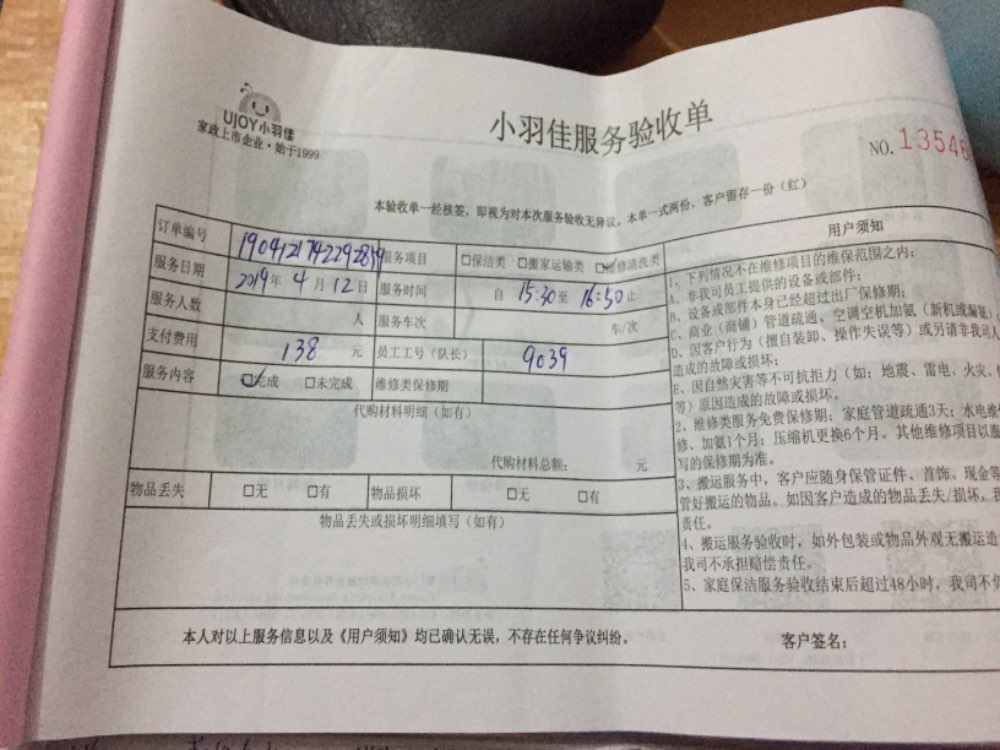 UJOY小羽佳
家政上市企业·始于1999
小羽佳服务验收单
NO.13546
本验收单一经核签，即视为对本次服务验收无异议。本单一式两份，客户留存一份（红）
订单编号 服务项目 □保洁类 □搬家运输类 □维修清洗类
服务日期 2019年4月12日 服务时间 自 15:30至 16:50止
服务人数 人 服务车次 车/次
支付费用 138 元 员工工号（队长） 9039
服务内容 □完成 □未完成 维修类保修期
代购材料明细（如有）
代购材料总额： 元
物品丢失 □无 □有 物品损坏 □无 □有
物品丢失或损坏明细填写（如有）
用户须知
1、下列情况不在维修项目的维保范围之内：
A、非我司员工提供的设备或部件；
B、设备或部件本身已经超过出厂保修期；
C、商业（商铺）管道疏通、空调空机加氨（新机或漏氨）
D、因客户行为（擅自装卸、操作失误等）或另请非我司人
造成的故障或损坏；
E、因自然灾害等不可抗拒力（如：地震、雷电、火灾、
等）原因造成的故障或损坏。
2、维修类服务免费保修期：家庭管道疏通3天；水电维
修、加氨1个月；压缩机更换6个月。其他维修项目以服
写的保修期为准。
3、搬运服务中，客户应随身保管证件、首饰、现金等
管好搬运的物品。如因客户造成的物品丢失/损坏，我
责任。
4、搬运服务验收时，如外包装或物品外观无搬运造
我司不承担赔偿责任。
5、家庭保洁服务验收结束后超过48小时，我司不
本人对以上服务信息以及《用户须知》均已确认无误，不存在任何争议纠纷。 客户签名：